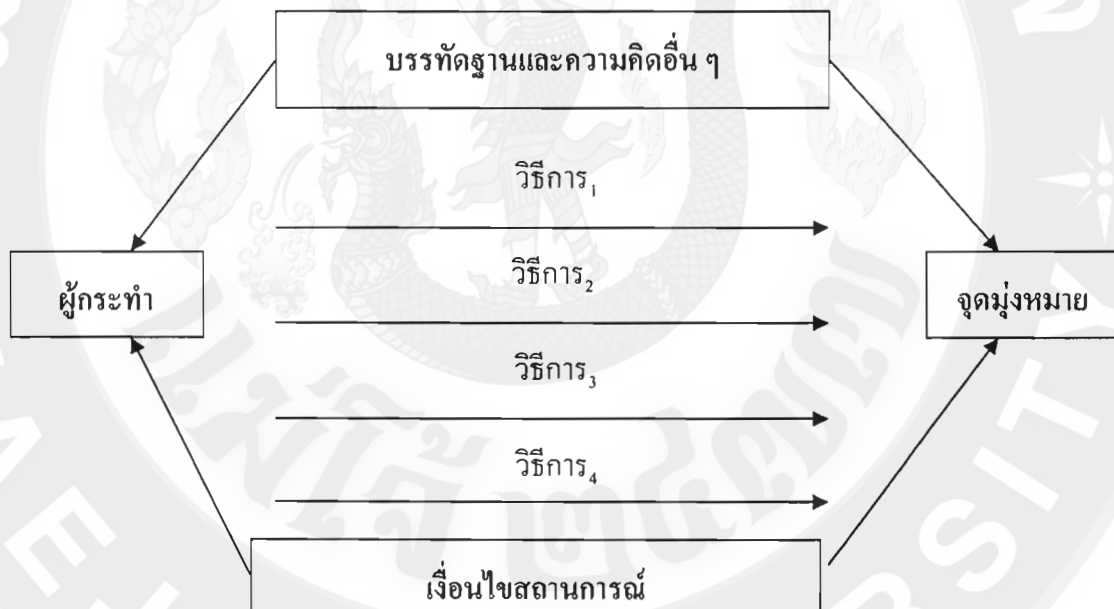 บรรทัดฐานและความคิดอื่น ๆ
วิธีการ₁
วิธีการ₂
ผู้กระทำ
จุดมุ่งหมาย
วิธีการ₃
วิธีการ₄
เงื่อนไขสถานการณ์